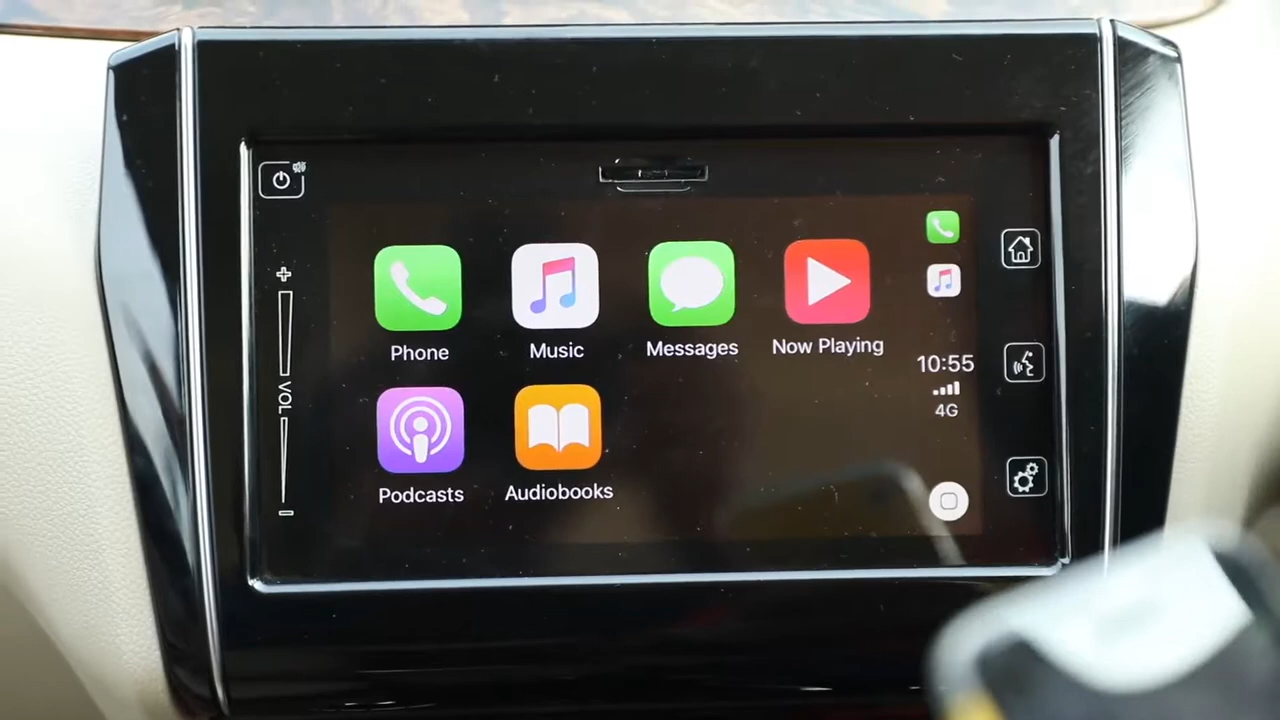 VOL
Phone
Music
Messages
Now Playing
Podcasts
Audiobooks
10:55
4G